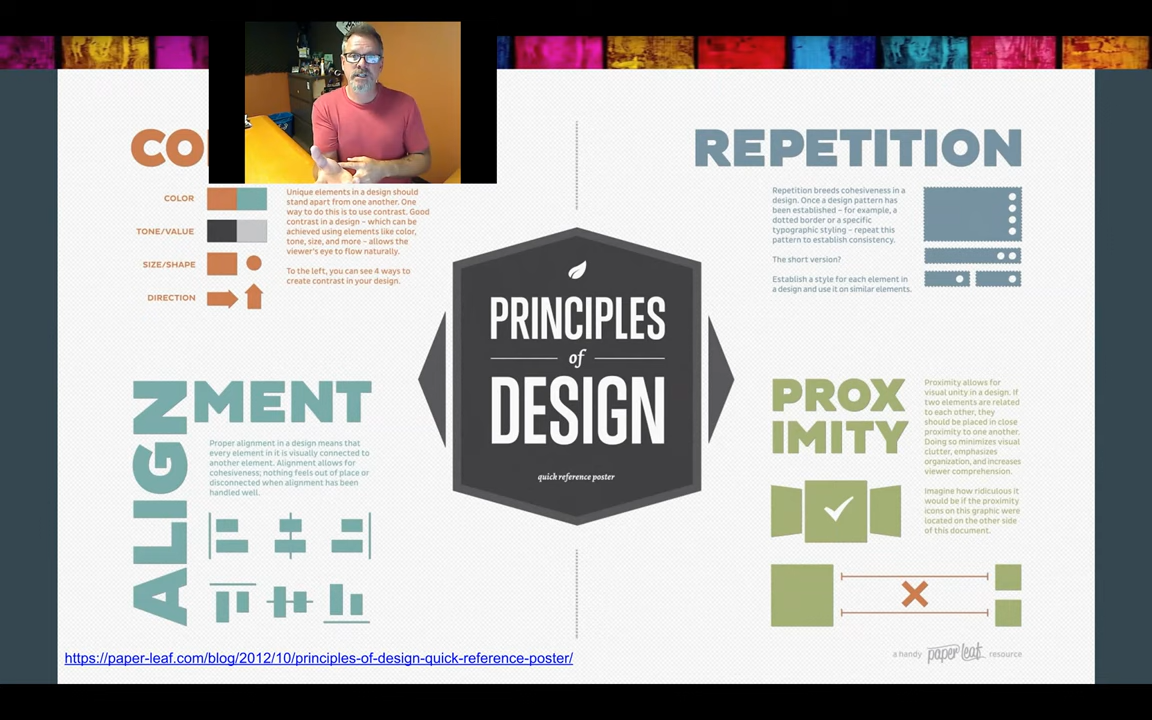 CO
COLOR
TONE/VALUE
SIZE/SHAPE
DIRECTION
Unique elements in a design should
stand apart from one another. One
way to do this is to use contrast. Good
contrast in a design – which can be
achieved using elements like color,
tone, size, and more – allows the
viewer's eye to flow naturally.
To the left, you can see 4 ways to
create contrast in your design.
REPETITION
Repetition breeds cohesiveness in a
design. Once a design pattern has
been established – for example, a
dotted border or a specific
typographic styling – repeat this
pattern to establish consistency.
The short version?
Establish a style for each element in
a design and use it on similar elements.
PRINCIPLES
of
DESIGN
quick reference poster
ALIGNMENT
Proper alignment in a design means that
every element in it is visually connected to
another element. Alignment allows for
cohesiveness; nothing feels out of place or
disconnected when alignment has been
handled well.
PROX
IMITY
Proximity allows for
visual unity in a design. If
two elements are related
to each other, they
should be placed in close
proximity to one another.
Doing so minimizes visual
clutter, emphasizes
organization, and increases
viewer comprehension.
Imagine how ridiculous it
would be if the proximity
icons on this graphic were
located on the other side
of this document.
https://paper-leaf.com/blog/2012/10/principles-of-design-quick-reference-poster/
a handy paper leaf resource